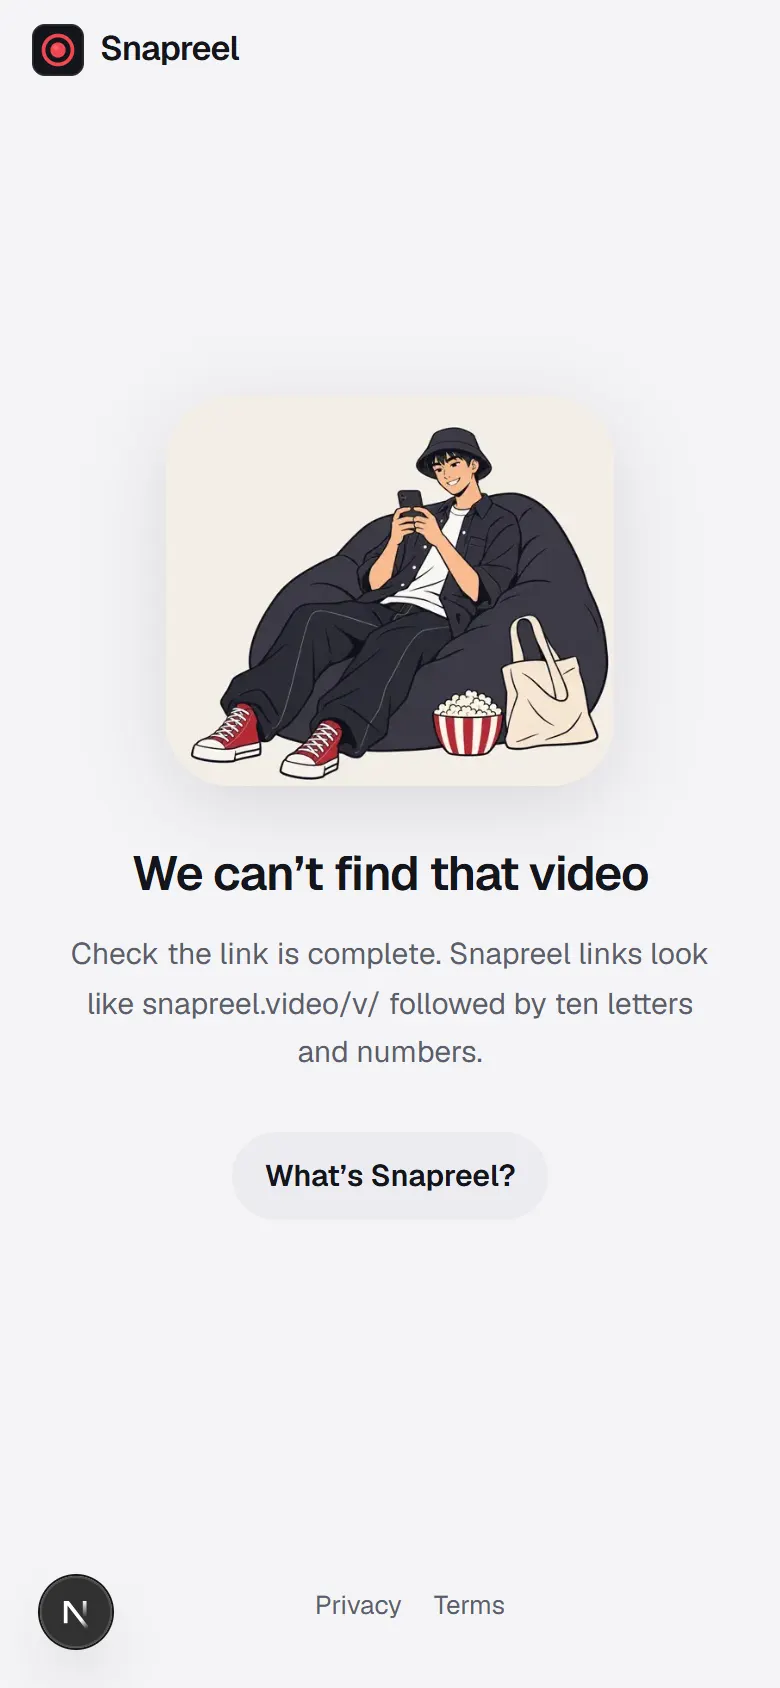 Snapreel
We can’t find that video
Check the link is complete. Snapreel links look
like snapreel.video/v/ followed by ten letters
and numbers.
What’s Snapreel?
N
Privacy Terms